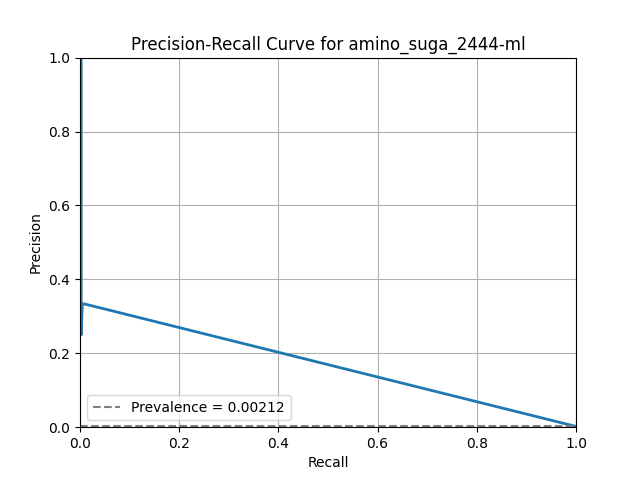 Precision-Recall Curve for amino_suga_2444-ml
1.0
0.8
0.6
0.4
0.2
0.0
Precision
Prevalence = 0.00212
0.0 0.2 0.4 0.6 0.8 1.0
Recall